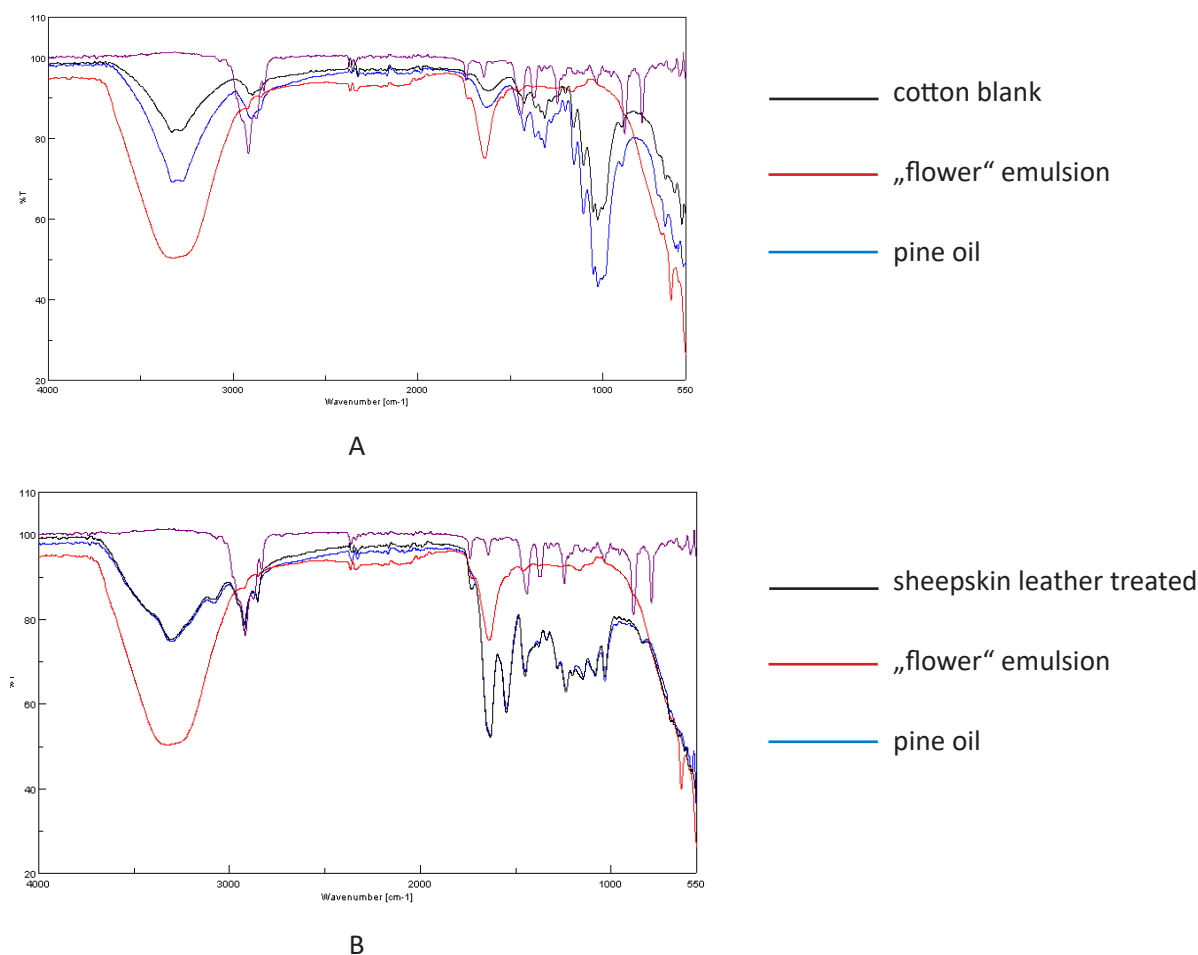 110
100
80
%T
60
40
20
4000
3000
2000
1000
550
Wavenumber [cm-1]
cotton blank
„flower“ emulsion
pine oil
A
110
100
80
60
40
20
4000
3000
2000
1000
550
Wavenumber [cm-1]
sheepskin leather treated
„flower“ emulsion
pine oil
B